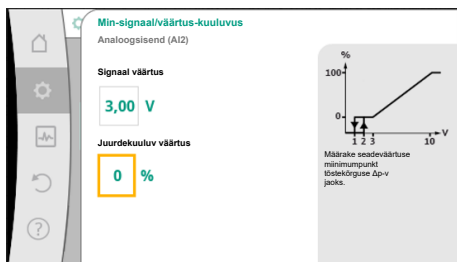 Min-signaal/väärtus-kuuluvus
Analoogsisend (AI2)
Signaal väärtus
3,00 V
Juurdekuuluv väärtus
0 %
%
100
0
1 2 3 10 V
Määrake seadeväärtuse
miinimumpunkt
tõstekõrguse Δp-v
jaoks.
?